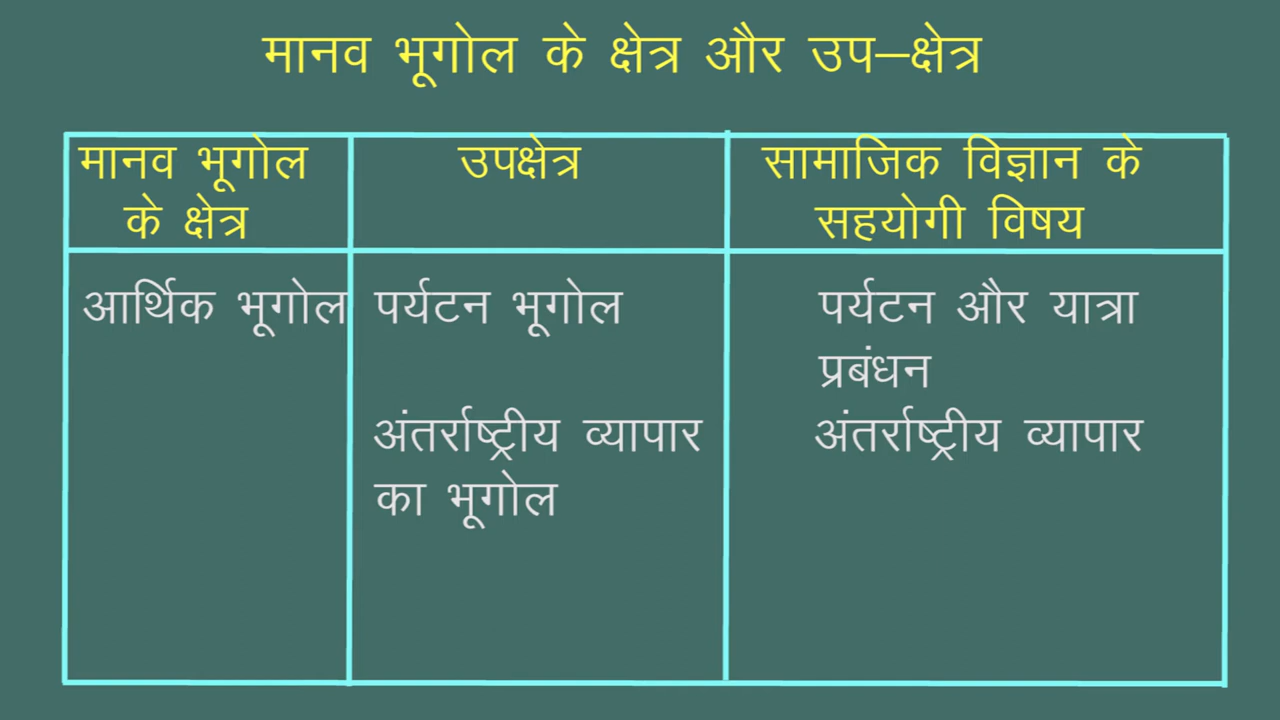 मानव भूगोल के क्षेत्र और उप–क्षेत्र
मानव भूगोल
के क्षेत्र
उपक्षेत्र
सामाजिक विज्ञान के
सहयोगी विषय
आर्थिक भूगोल
पर्यटन भूगोल
पर्यटन और यात्रा
प्रबंधन
अंतर्राष्ट्रीय व्यापार
का भूगोल
अंतर्राष्ट्रीय व्यापार